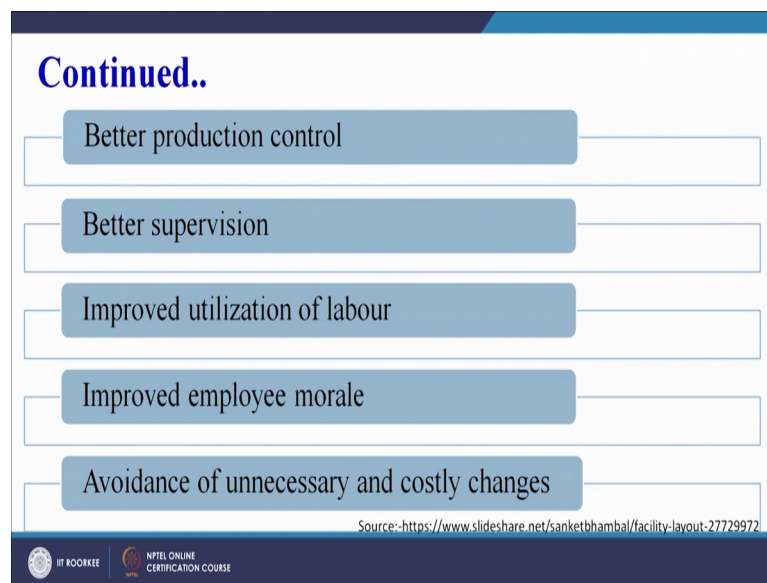 Continued..
Better production control
Better supervision
Improved utilization of labour
Improved employee morale
Avoidance of unnecessary and costly changes
Source:-https://www.slideshare.net/sanketbhambal/facility-layout-27729972
IIT ROORKEE
NPTEL ONLINE
CERTIFICATION COURSE
NPTEL